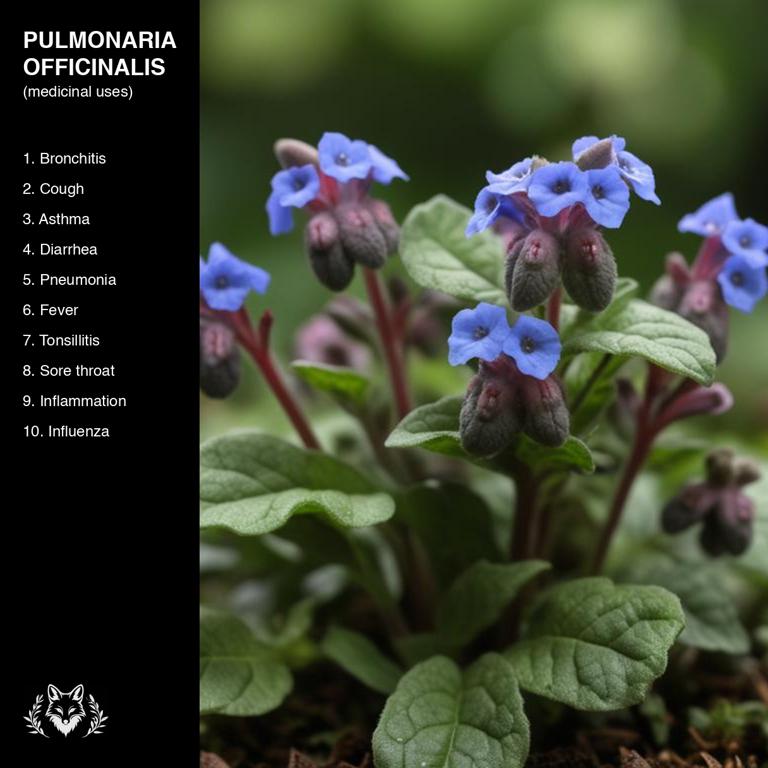 PULMONARIA
OFFICINALIS
(medicinal uses)
1. Bronchitis
2. Cough
3. Asthma
4. Diarrhea
5. Pneumonia
6. Fever
7. Tonsillitis
8. Sore throat
9. Inflammation
10. Influenza